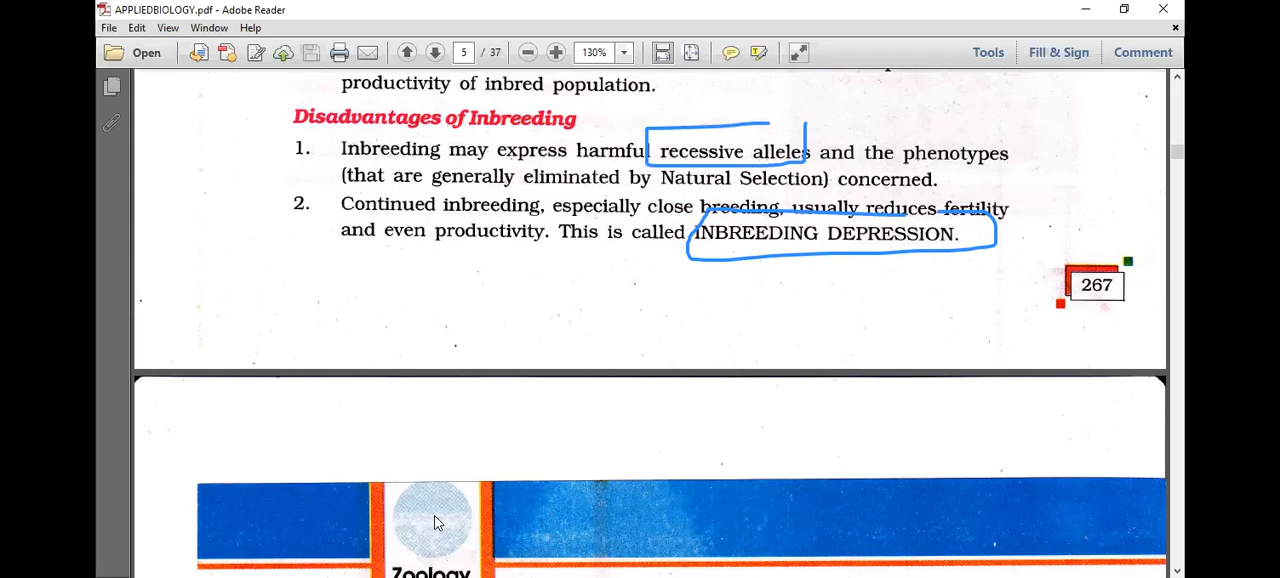 APPLIEDBIOLOGY.pdf - Adobe Reader
File Edit View Window Help
Open 5 / 37 130% Tools Fill & Sign Comment
productivity of inbred population.
Disadvantages of Inbreeding
1. Inbreeding may express harmful recessive alleles and the phenotypes
(that are generally eliminated by Natural Selection) concerned.
2. Continued inbreeding, especially close breeding, usually reduces fertility
and even productivity. This is called INBREEDING DEPRESSION.
267
Zoology